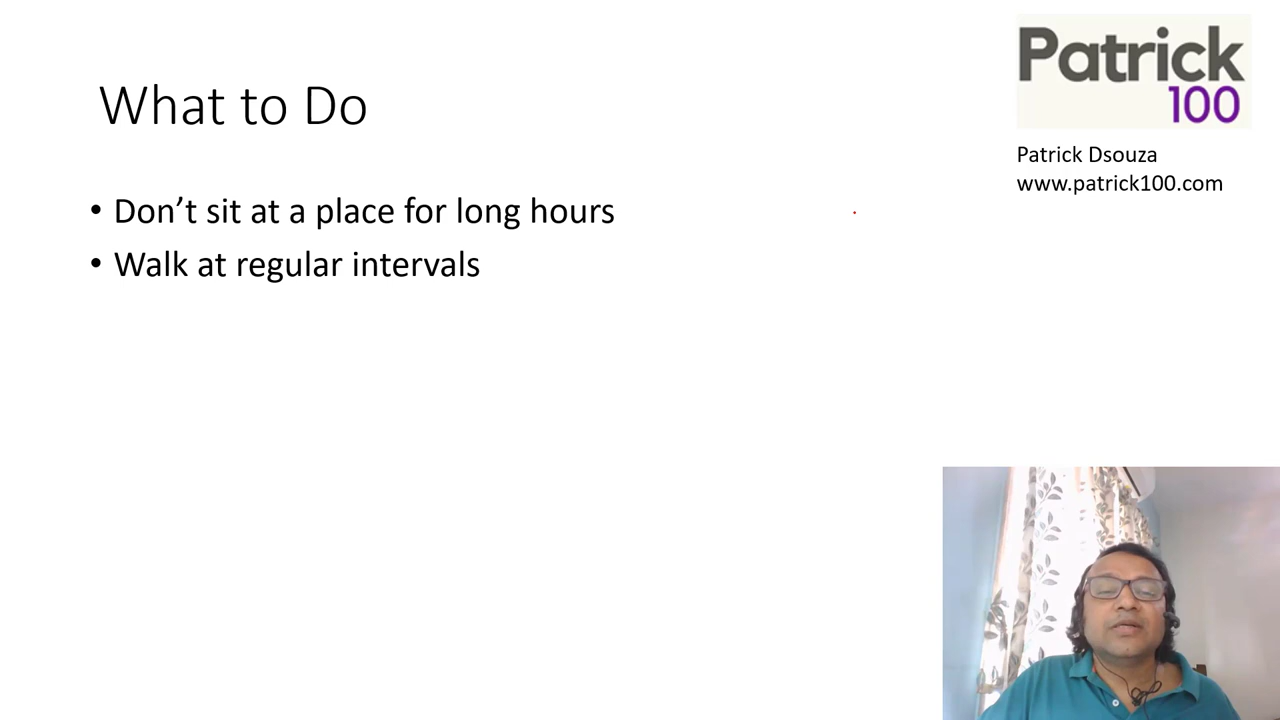 What to Do
• Don’t sit at a place for long hours
• Walk at regular intervals
Patrick
100
Patrick Dsouza
www.patrick100.com